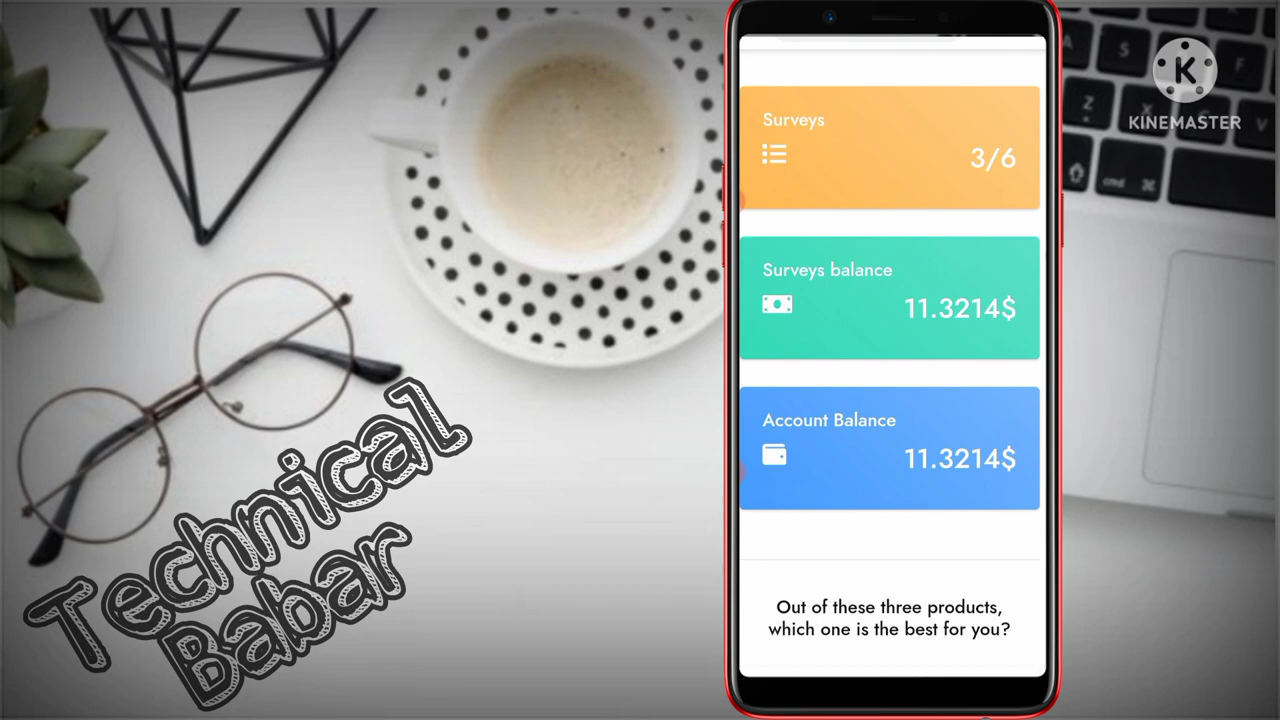 Technical
Babar
Surveys
3/6
Surveys balance
11.3214$
Account Balance
11.3214$
Out of these three products,
which one is the best for you?
K
KINEMASTER
A
S
F
Z
X
V
cmd ⌘